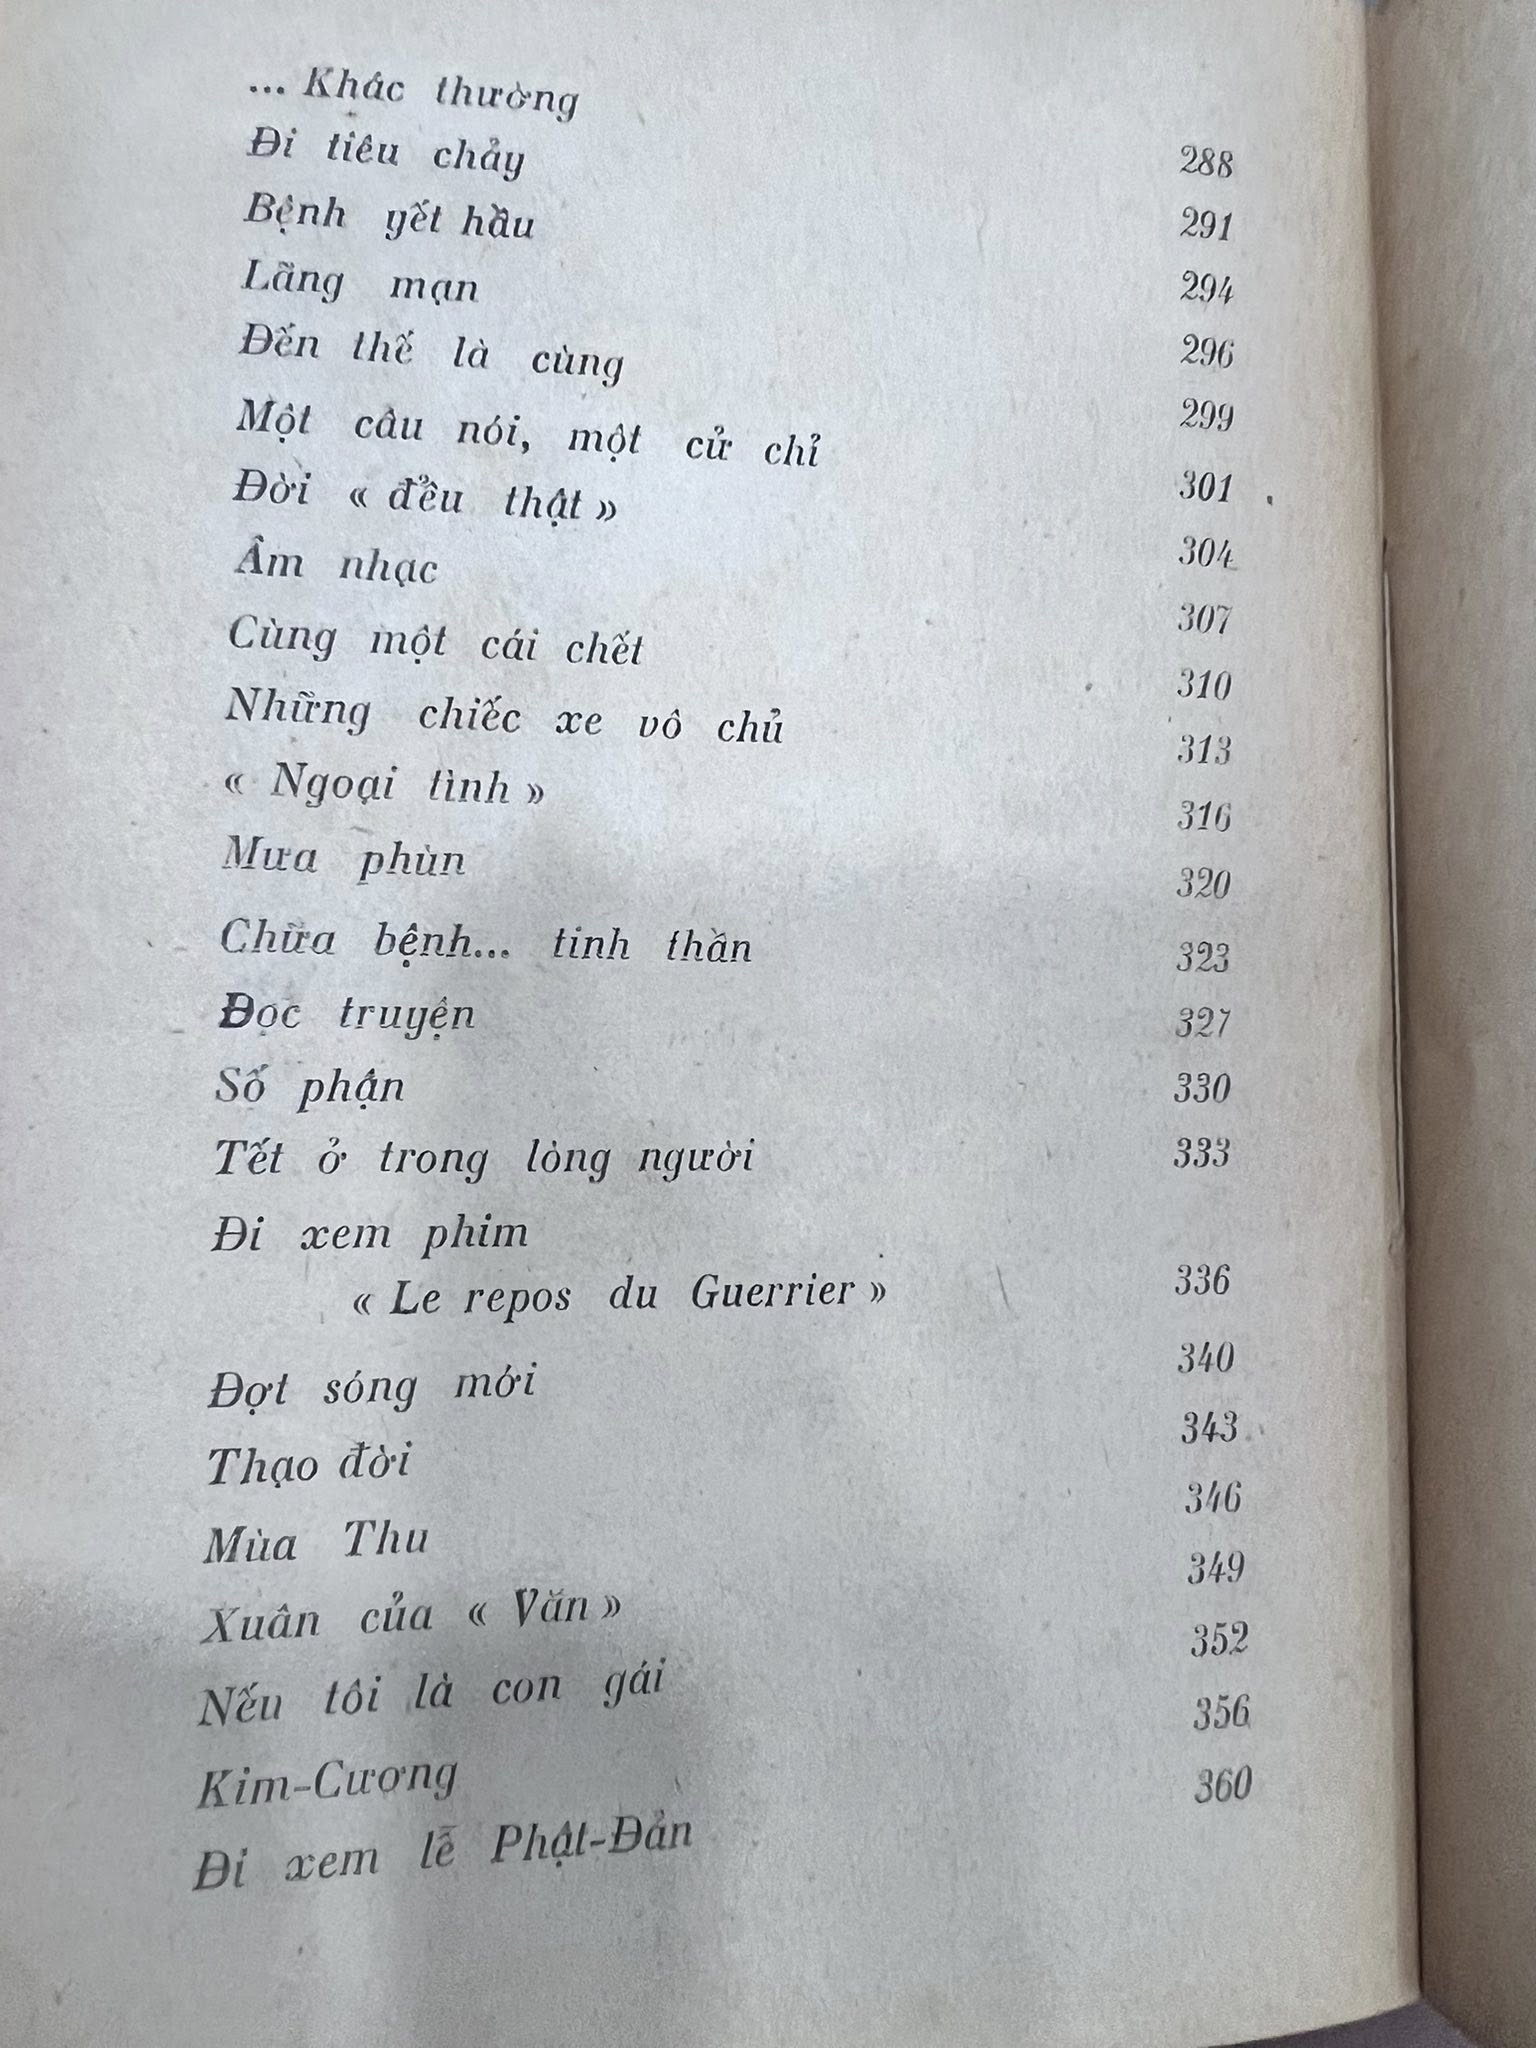 ... Khác thường 288
Đi tiêu chảy 291
Bệnh yết hầu 294
Lãng mạn 296
Đến thế là cùng 299
Một câu nói, một cử chỉ 301
Đời « đểu thật » 304
Âm nhạc 307
Cùng một cái chết 310
Những chiếc xe vô chủ 313
« Ngoại tình » 316
Mưa phùn 320
Chữa bệnh... tinh thần 323
Đọc truyện 327
Số phận 330
Tết ở trong lòng người 333
Đi xem phim
« Le repos du Guerrier » 336
Đợt sóng mới 340
Thạo đời 343
Mùa Thu 346
Xuân của « Văn » 349
Nếu tôi là con gái 352
Kim-Cương 356
Đi xem lễ Phật-Đản 360